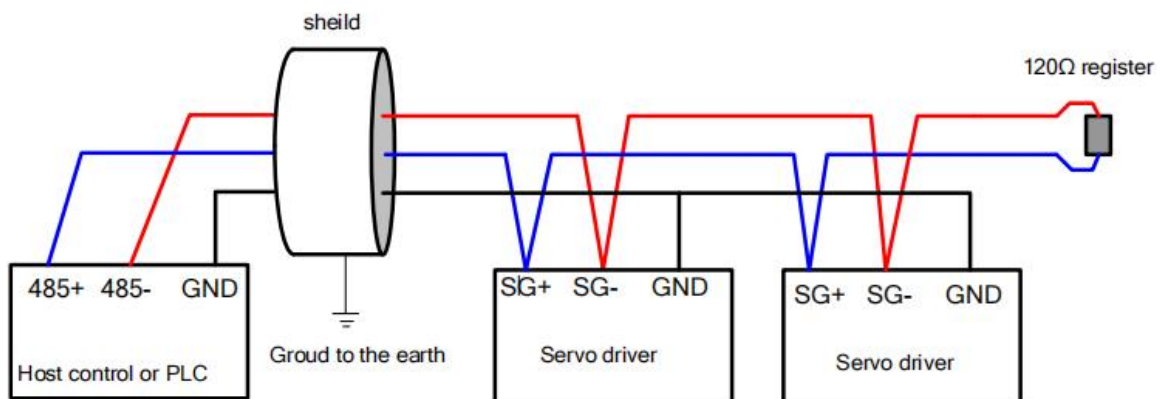 sheild
120Ω register
485+ 485- GND
Host control or PLC
Groud to the earth
SG+ SG- GND
Servo driver
SG+ SG- GND
Servo driver